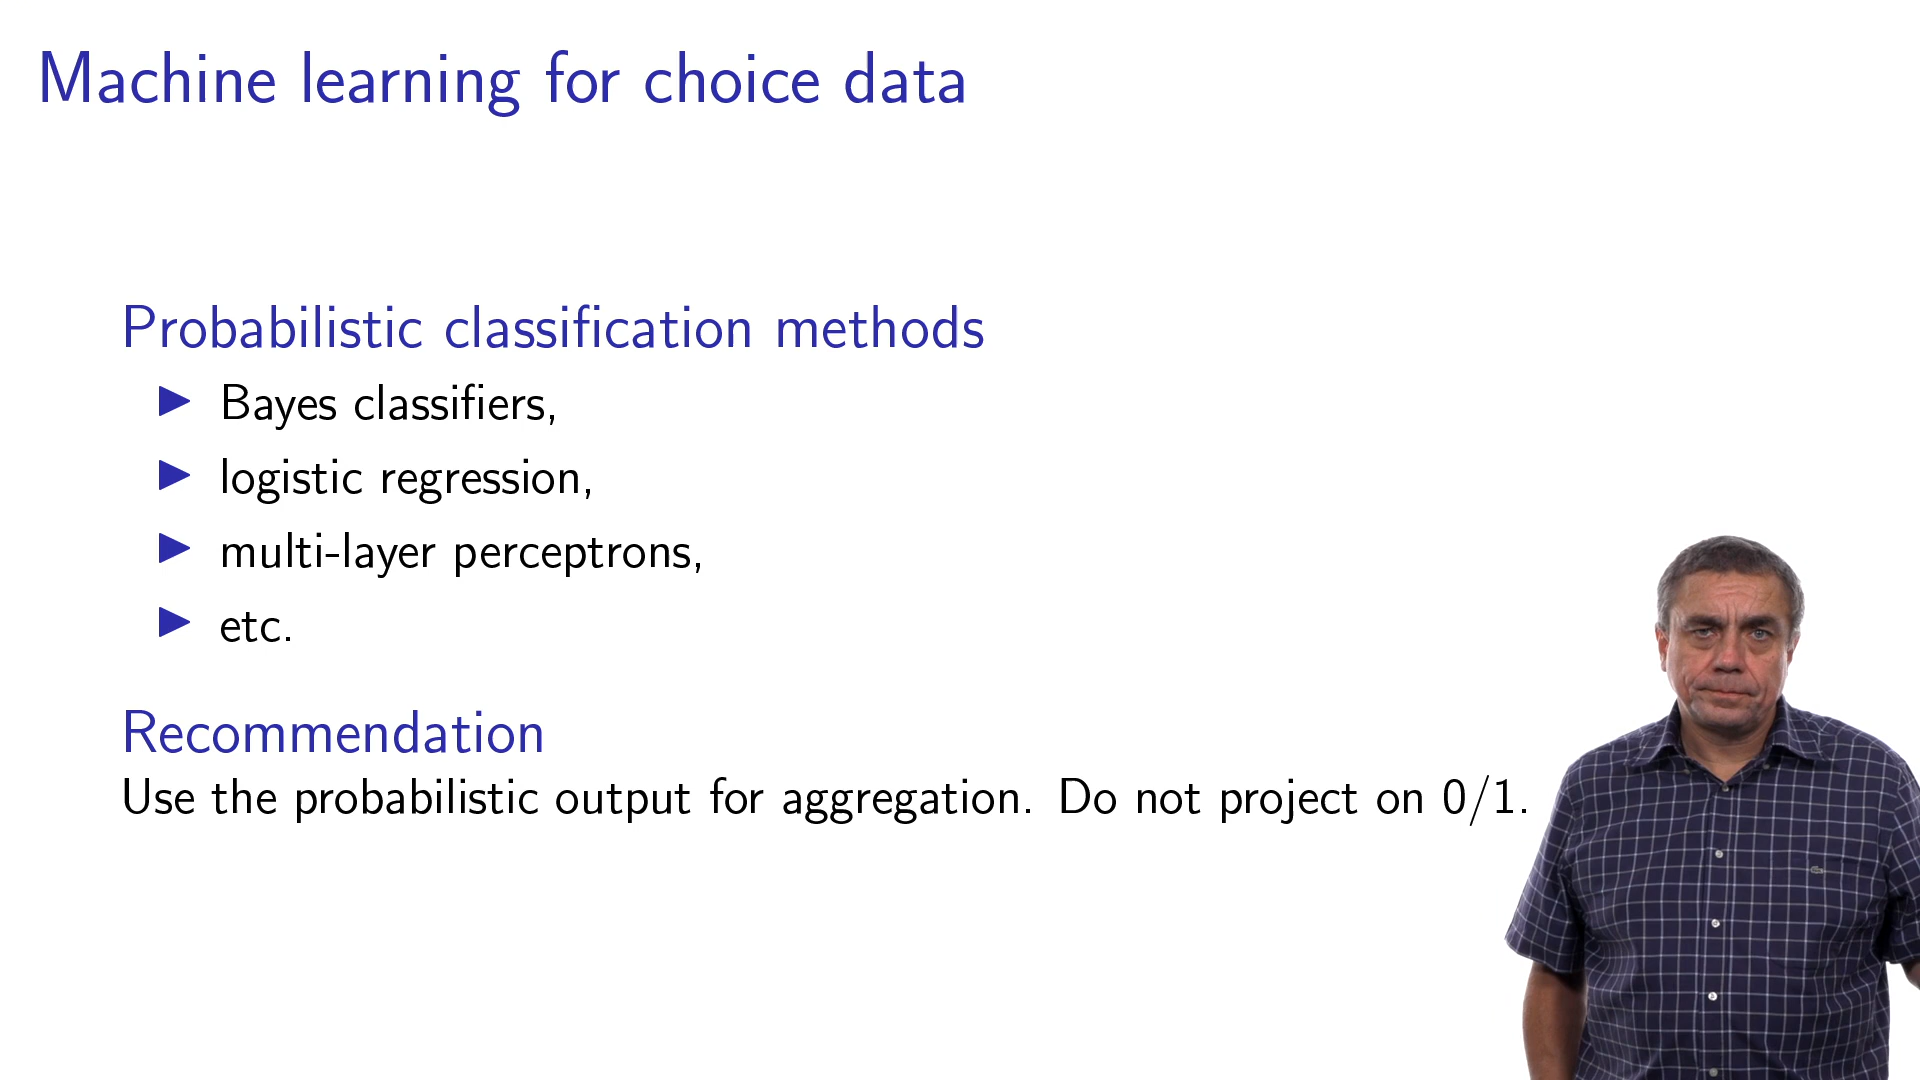 Machine learning for choice data
Probabilistic classification methods
Bayes classifiers,
logistic regression,
multi-layer perceptrons,
etc.
Recommendation
Use the probabilistic output for aggregation. Do not project on 0/1.